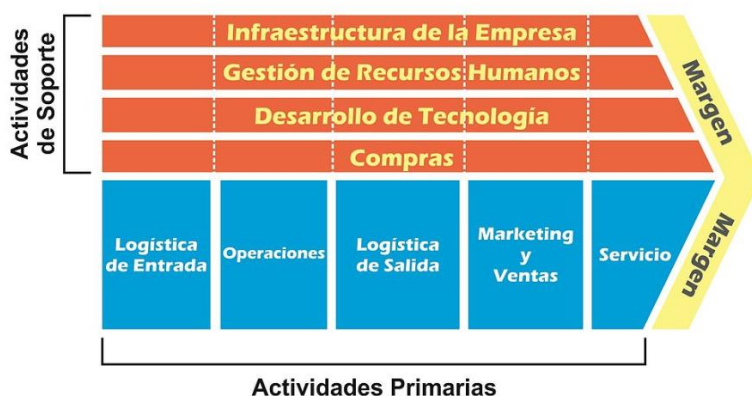 Actividades
de Soporte
Infraestructura de la Empresa
Gestión de Recursos Humanos
Desarrollo de Tecnología
Compras
Margen
Logística
de Entrada
Operaciones
Logística
de Salida
Marketing
y
Ventas
Servicio
Margen
Actividades Primarias